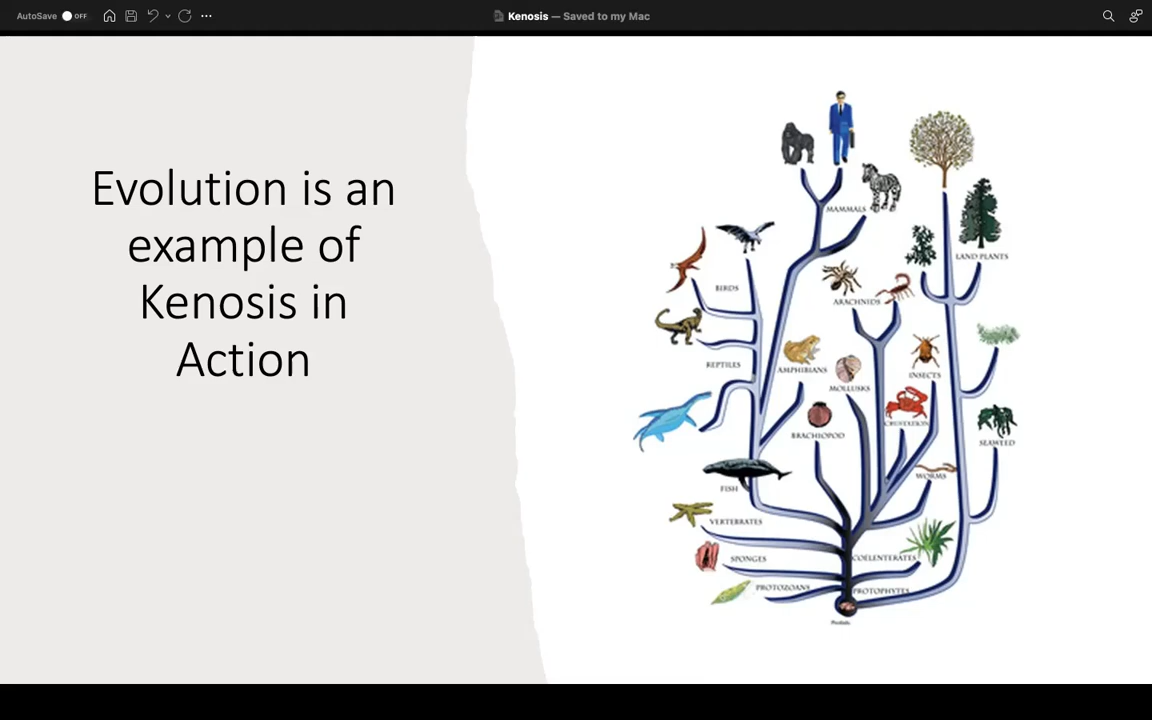 AutoSave OFF
Kenosis — Saved to my Mac
Evolution is an
example of
Kenosis in
Action
MAMMALS
LAND PLANTS
BIRDS
ARACHNIDS
REPTILES
AMPHIBIANS
INSECTS
MOLLUSKS
CRUSTATION
BRACHIOPOD
SEAWEED
WORMS
FISH
VERTEBRATES
SPONGES
COELENTERATES
PROTOZOANS
PROTOPHYTES